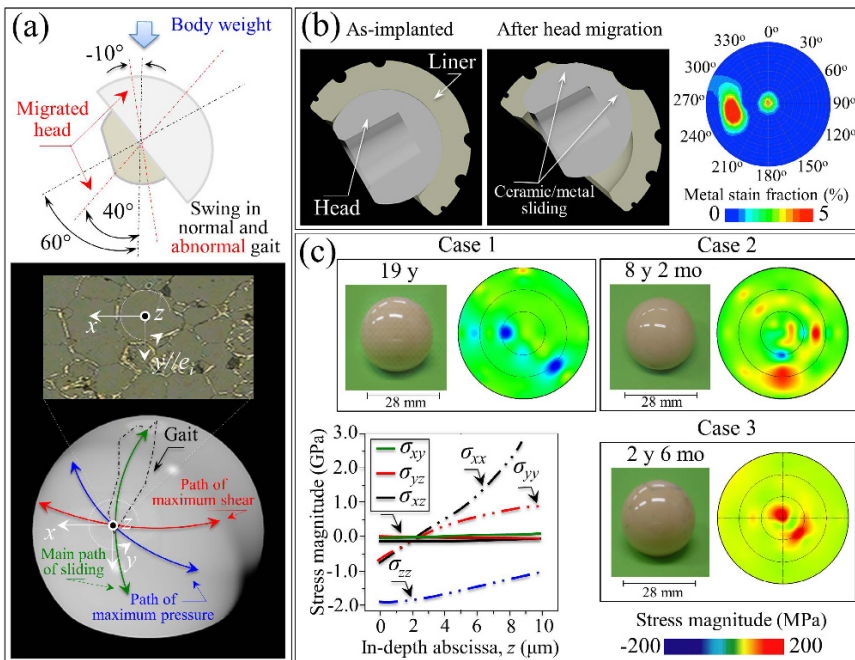 (a)
Body weight
-10°
Migrated
head
40°
60°
Swing in
normal and
abnormal gait
x
z
y//e_i
Gait
Path of
maximum shear
x
z
y
Main path
of sliding
Path of
maximum pressure
(b)
As-implanted
After head migration
Liner
Head
Ceramic/metal
sliding
0°
330°
30°
300°
60°
270°
90°
240°
120°
210°
150°
180°
Metal stain fraction (%)
0
5
(c)
Case 1
19 y
28 mm
Case 2
8 y 2 mo
28 mm
Case 3
2 y 6 mo
28 mm
Stress magnitude (GPa)
3.0
2.0
1.0
0.0
-1.0
-2.0
σxy
σyz
σxz
σxx
σyy
σzz
0 2 4 6 8 10
In-depth abscissa, z (μm)
Stress magnitude (MPa)
-200
200